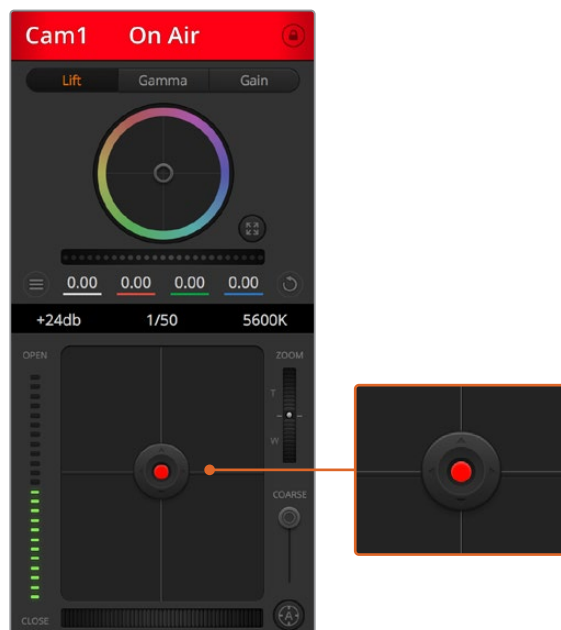 Cam1 On Air
Lift Gamma Gain
0.00 0.00 0.00 0.00
+24db 1/50 5600K
OPEN ZOOM
T
W
COARSE
A
CLOSE